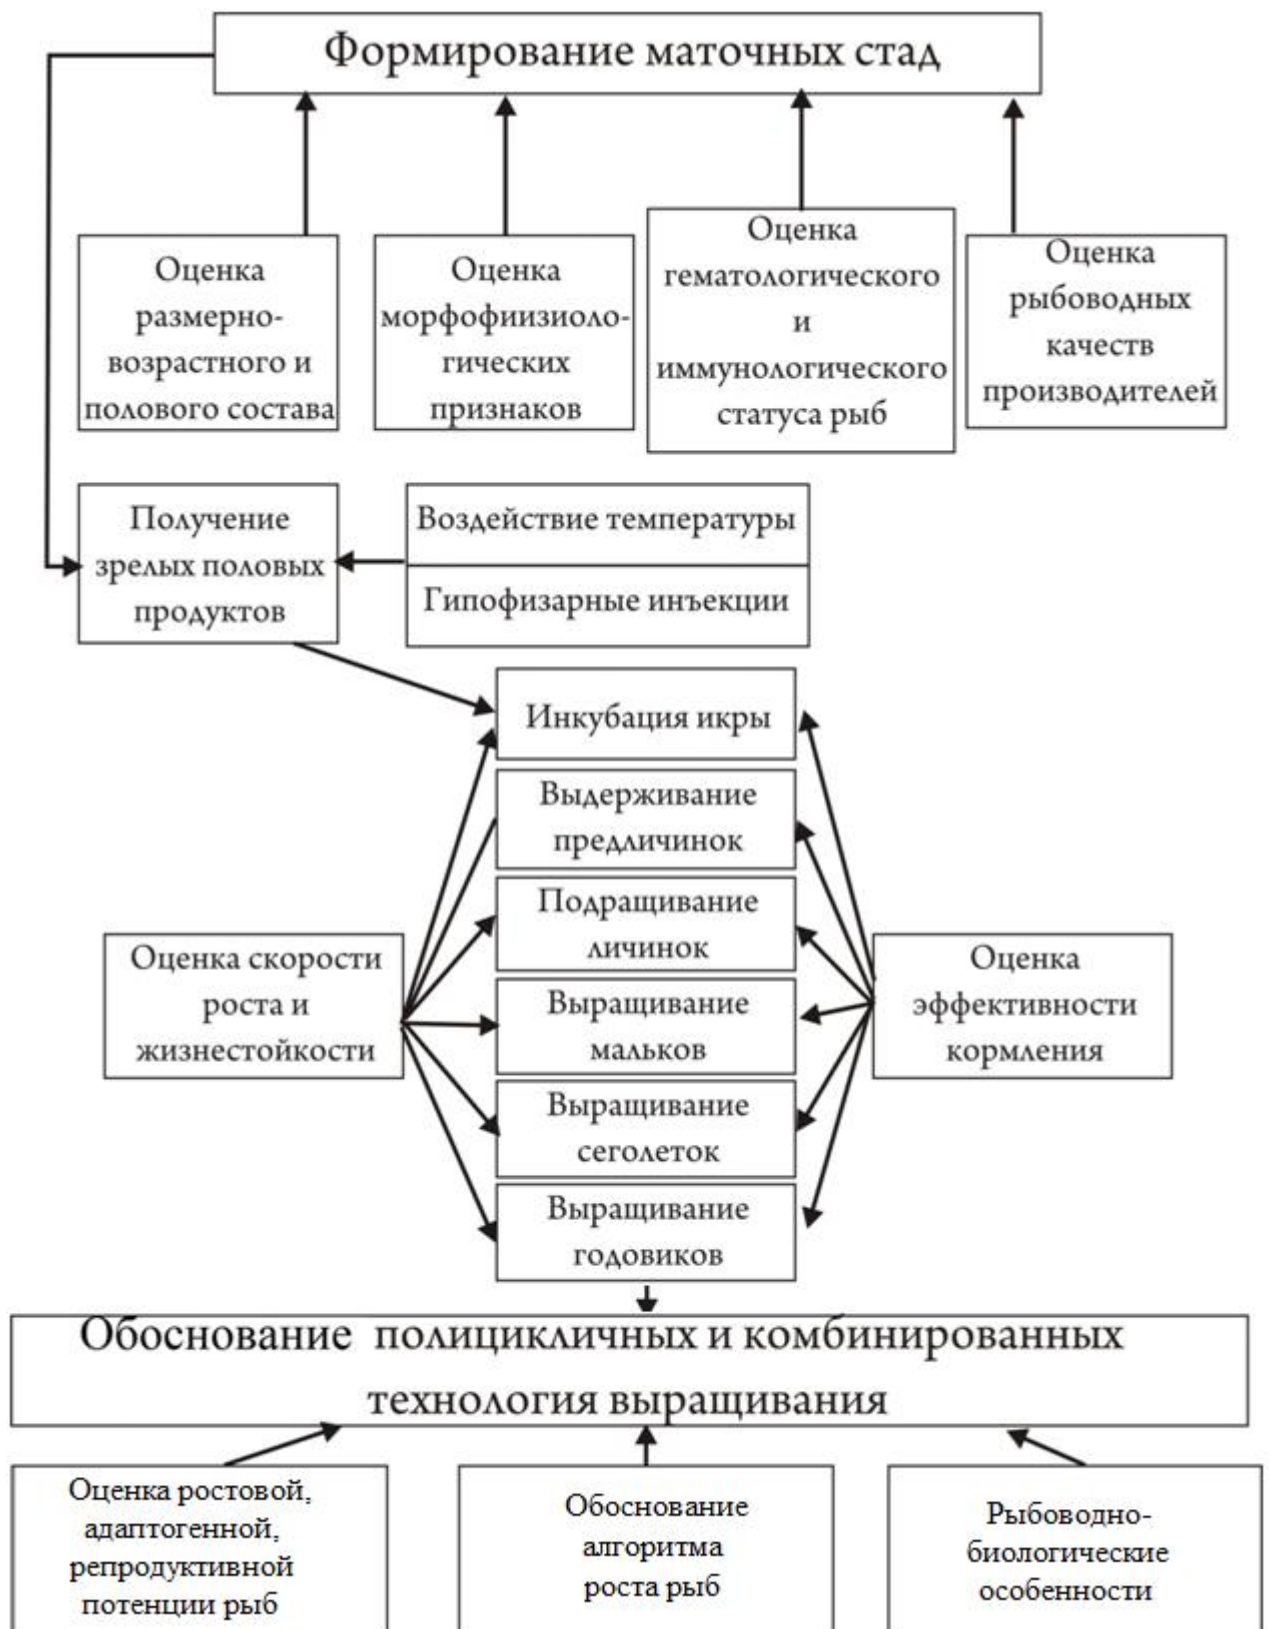 Формирование маточных стад
Оценка
размерно-
возрастного и
полового состава
Оценка
морфофиизиоло-
гических
признаков
Оценка
гематологического
и
иммунологического
статуса рыб
Оценка
рыбоводных
качеств
производителей
Получение
зрелых половых
продуктов
Воздействие температуры
Гипофизарные инъекции
Инкубация икры
Выдерживание
предличинок
Подращивание
личинок
Оценка скорости
роста и
жизнестойкости
Выращивание
мальков
Оценка
эффективности
кормления
Выращивание
сеголеток
Выращивание
годовиков
Обоснование полицикличных и комбинированных
технология выращивания
Оценка ростовой,
адаптогенной,
репродуктивной
потенции рыб
Обоснование
алгоритма
роста рыб
Рыбоводно-
биологические
особенности